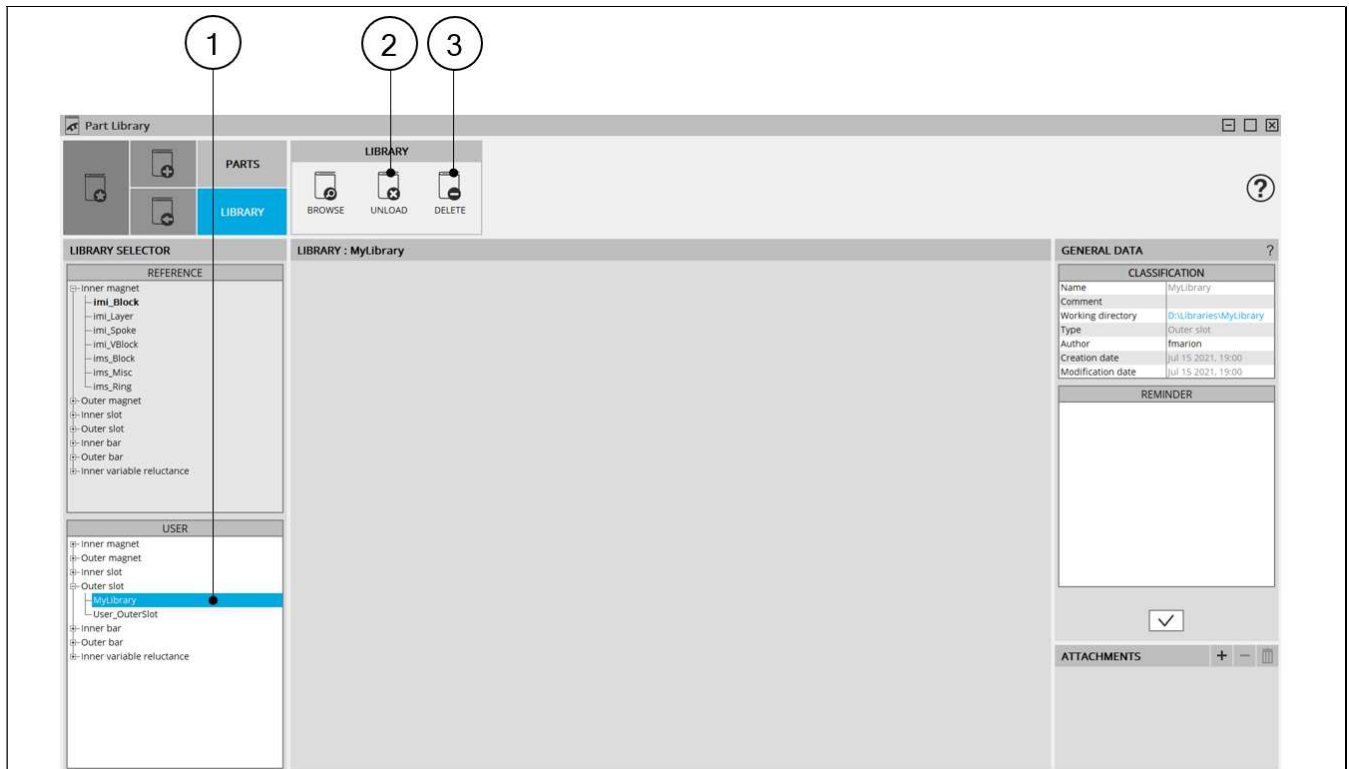 1
2
3
Part Library
PARTS
LIBRARY
LIBRARY
BROWSE
UNLOAD
DELETE
?
LIBRARY SELECTOR
REFERENCE
Inner magnet
imi_Block
imi_Layer
imi_Spoke
imi_VBlock
ims_Block
ims_Misc
ims_Ring
Outer magnet
Inner slot
Outer slot
Inner bar
Outer bar
Inner variable reluctance
USER
Inner magnet
Outer magnet
Inner slot
Outer slot
MyLibrary
User_OuterSlot
Inner bar
Outer bar
Inner variable reluctance
LIBRARY : MyLibrary
GENERAL DATA ?
CLASSIFICATION
Name MyLibrary
Comment
Working directory D:\Libraries\MyLibrary
Type Outer slot
Author fmarion
Creation date Jul 15 2021, 19:00
Modification date Jul 15 2021, 19:00
REMINDER
ATTACHMENTS + −